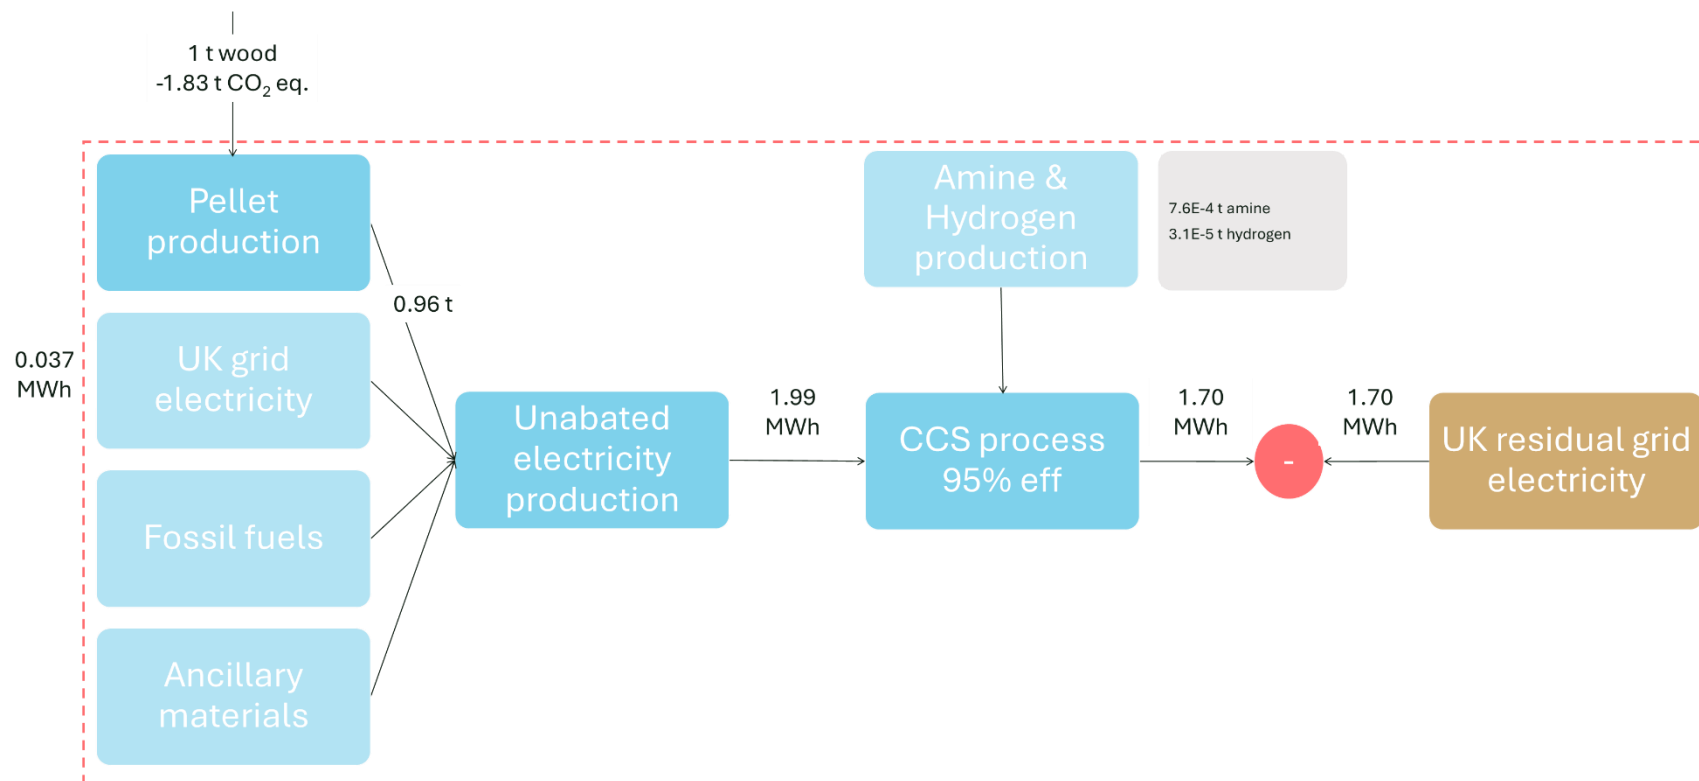 1 t wood
-1.83 t CO₂ eq.
Pellet
production
Amine &
Hydrogen
production
7.6E-4 t amine
3.1E-5 t hydrogen
0.96 t
0.037
MWh
UK grid
electricity
Unabated
electricity
production
1.99
MWh
CCS process
95% eff
1.70
MWh
-
1.70
MWh
UK residual grid
electricity
Fossil fuels
Ancillary
materials